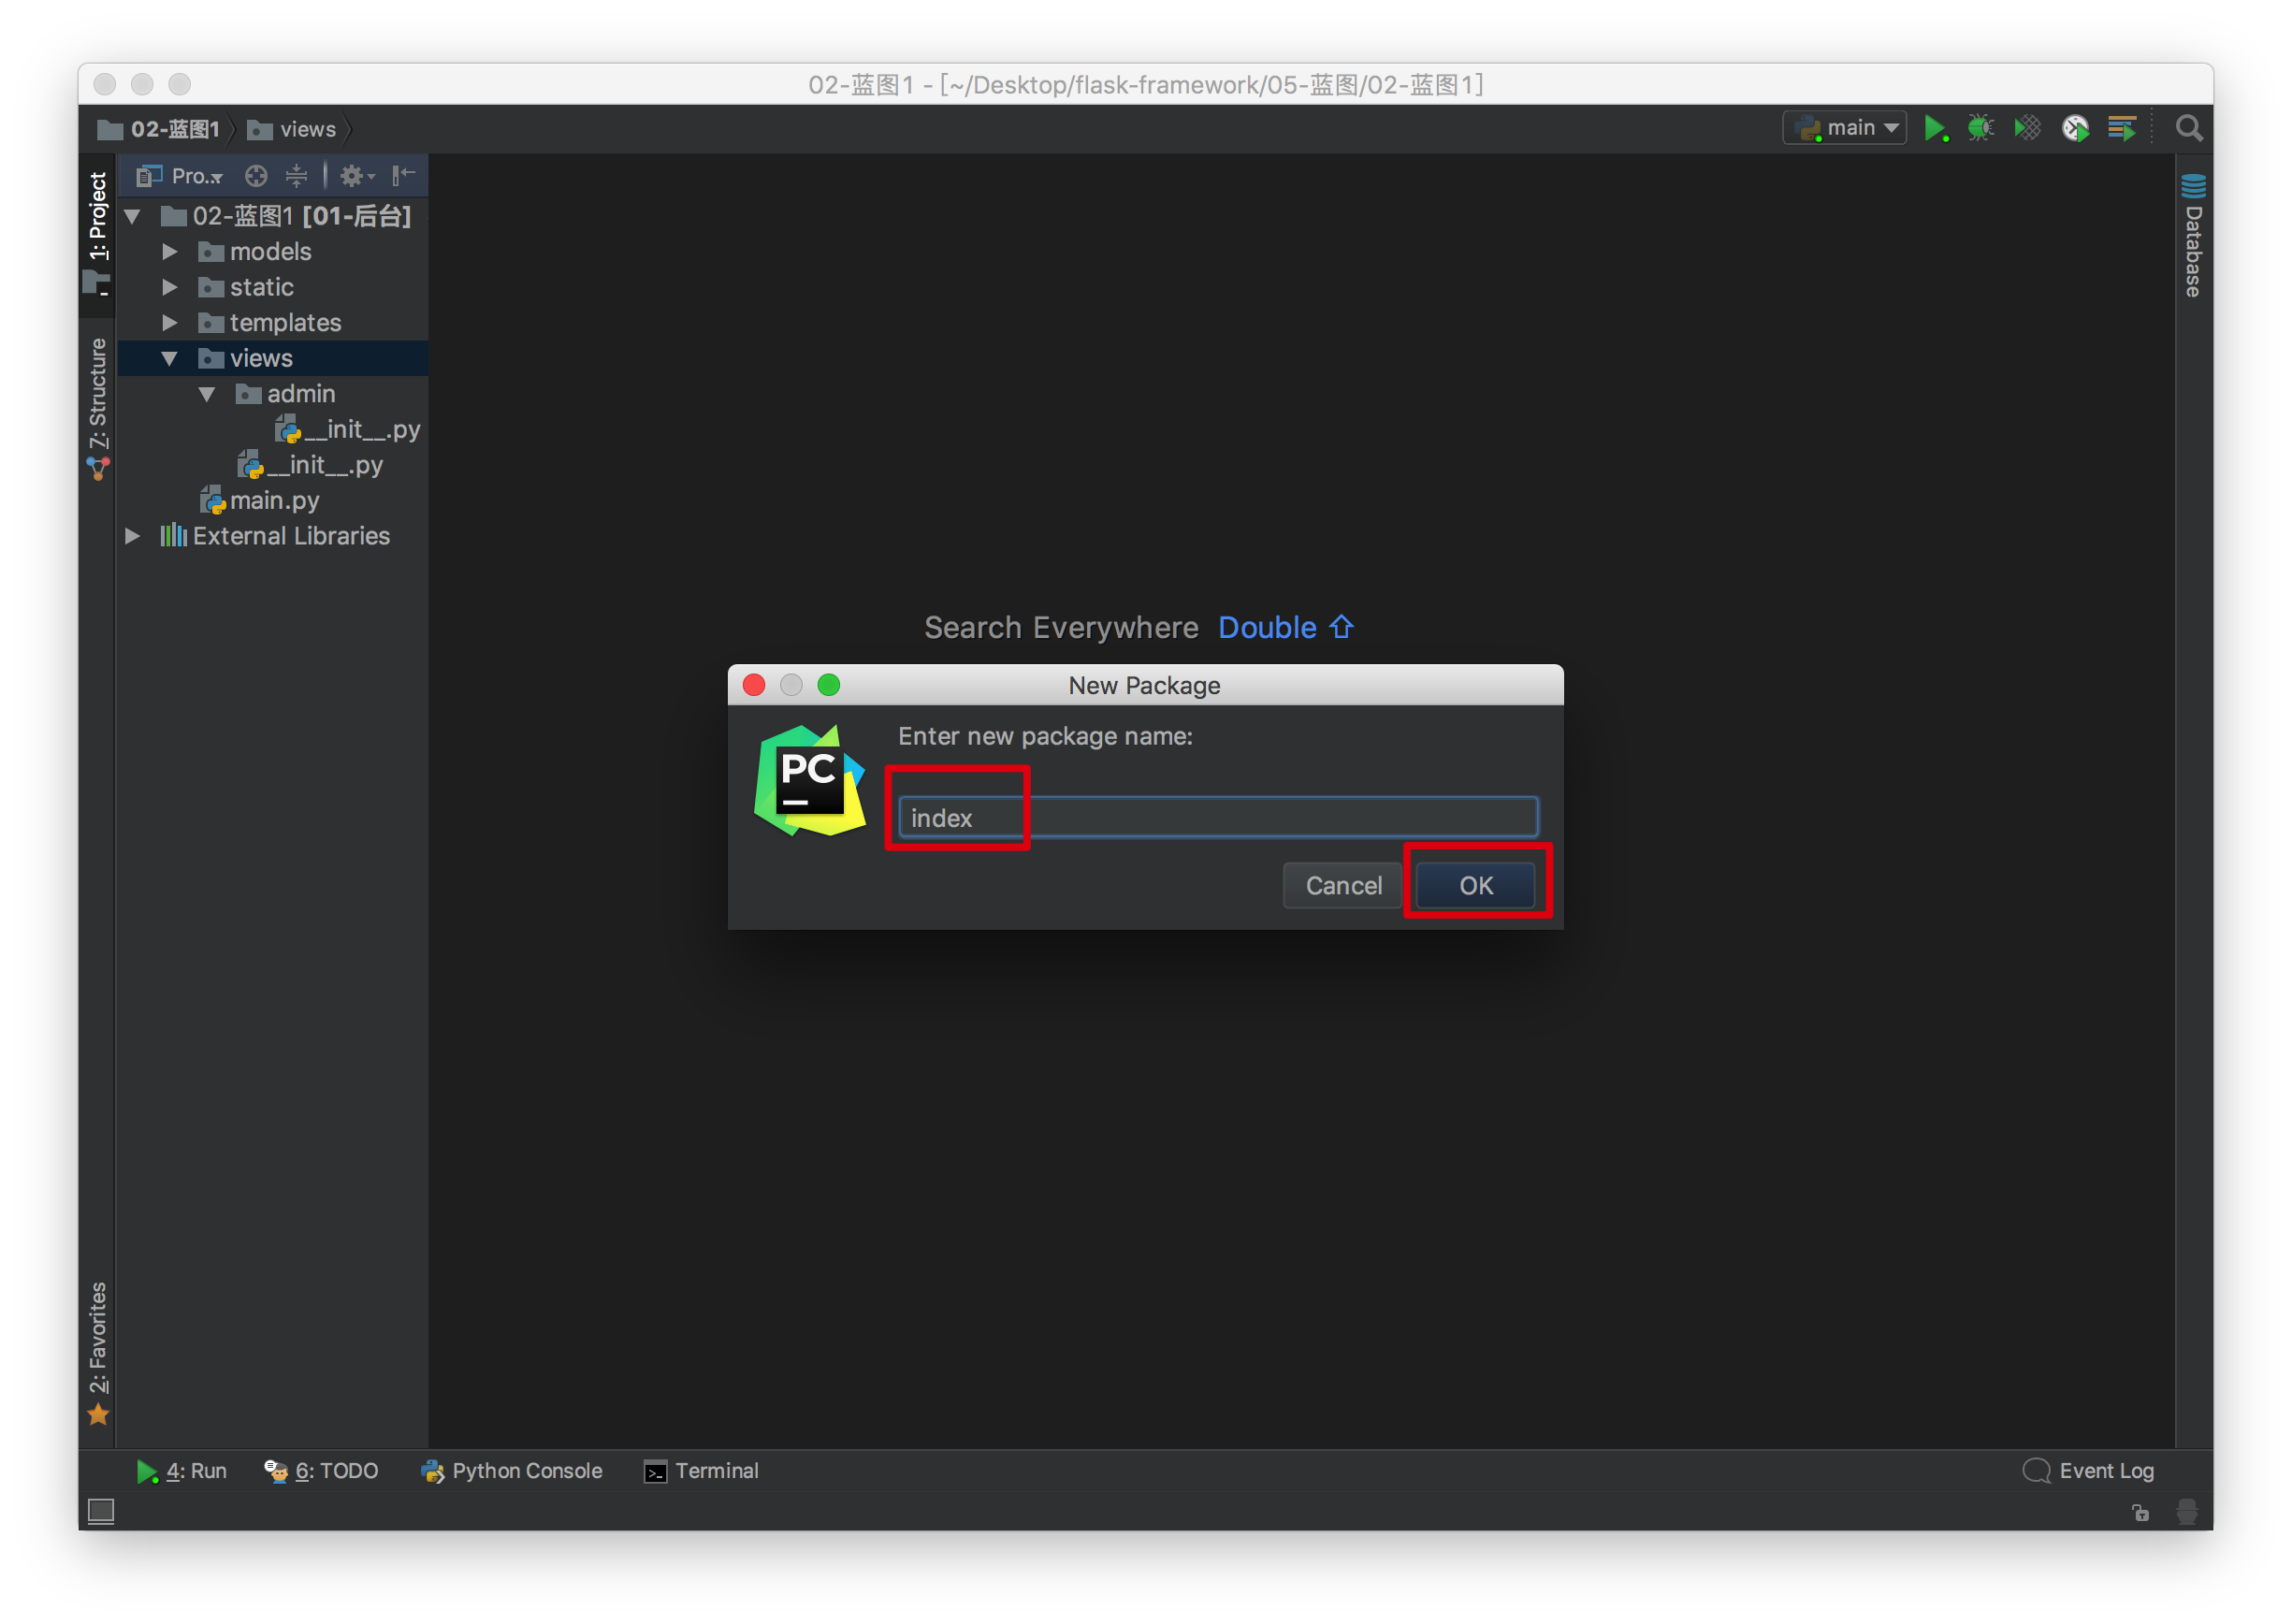 02-蓝图1 - [~/Desktop/flask-framework/05-蓝图/02-蓝图1]
02-蓝图1 views
main
1: Project
Pro...
02-蓝图1 [01-后台]
models
static
templates
views
admin
__init__.py
__init__.py
main.py
External Libraries
7: Structure
2: Favorites
Database
Search Everywhere Double ⇧
New Package
Enter new package name:
PC
index
Cancel OK
4: Run 6: TODO Python Console Terminal Event Log